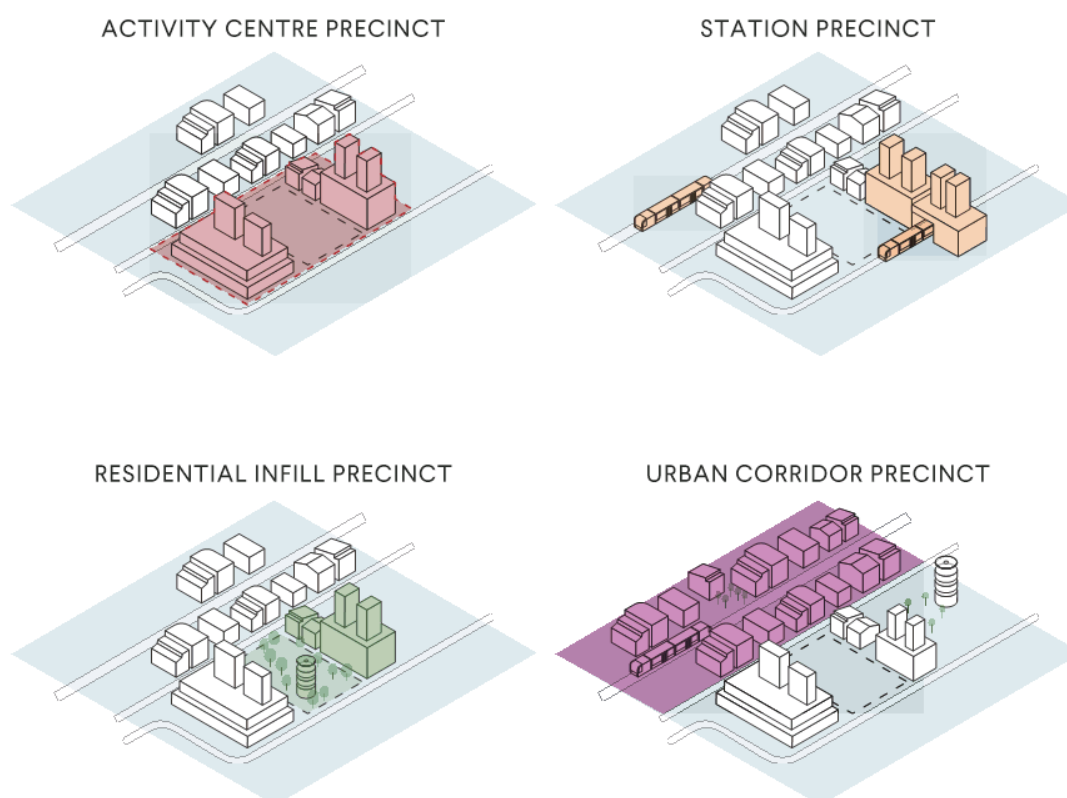 ACTIVITY CENTRE PRECINCT
STATION PRECINCT
RESIDENTIAL INFILL PRECINCT
URBAN CORRIDOR PRECINCT